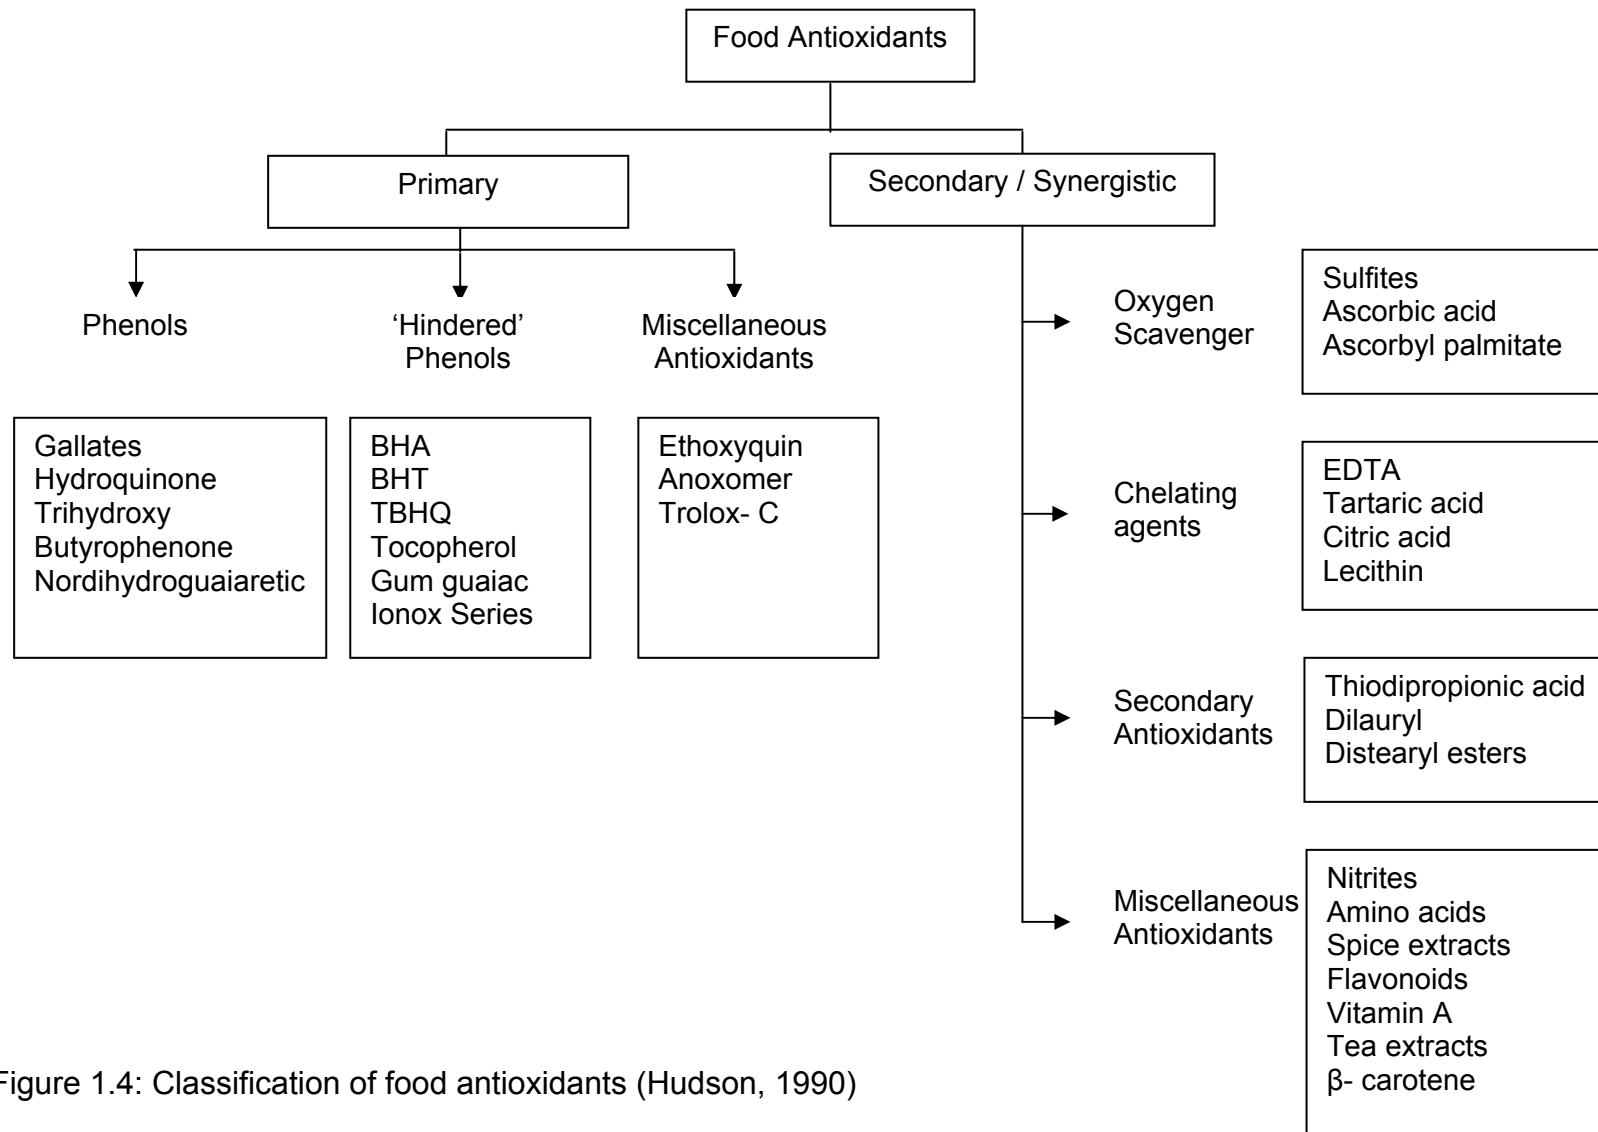 Food Antioxidants
Primary
Secondary / Synergistic
Phenols
‘Hindered’
Phenols
Miscellaneous
Antioxidants
Gallates
Hydroquinone
Trihydroxy
Butyrophenone
Nordihydroguaiaretic
BHA
BHT
TBHQ
Tocopherol
Gum guaiac
Ionox Series
Ethoxyquin
Anoxomer
Trolox- C
Oxygen
Scavenger
Sulfites
Ascorbic acid
Ascorbyl palmitate
Chelating
agents
EDTA
Tartaric acid
Citric acid
Lecithin
Secondary
Antioxidants
Thiodipropionic acid
Dilauryl
Distearyl esters
Miscellaneous
Antioxidants
Nitrites
Amino acids
Spice extracts
Flavonoids
Vitamin A
Tea extracts
β- carotene
Figure 1.4: Classification of food antioxidants (Hudson, 1990)